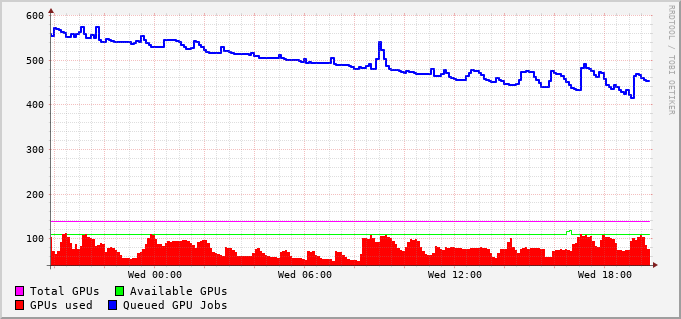 600
500
400
300
200
100
Wed 00:00 Wed 06:00 Wed 12:00 Wed 18:00
Total GPUs Available GPUs
GPUs used Queued GPU Jobs
RRDTOOL / TOBI OETIKER